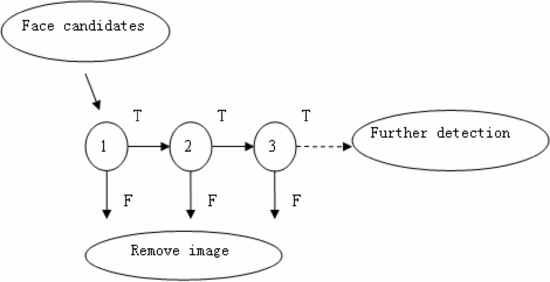 Face candidates
T T T
1 2 3
Further detection
F F F
Remove image